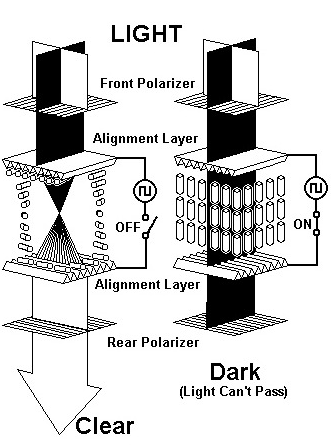 LIGHT
Front Polarizer
Alignment Layer
OFF
ON
Alignment Layer
Rear Polarizer
Dark
(Light Can't Pass)
Clear